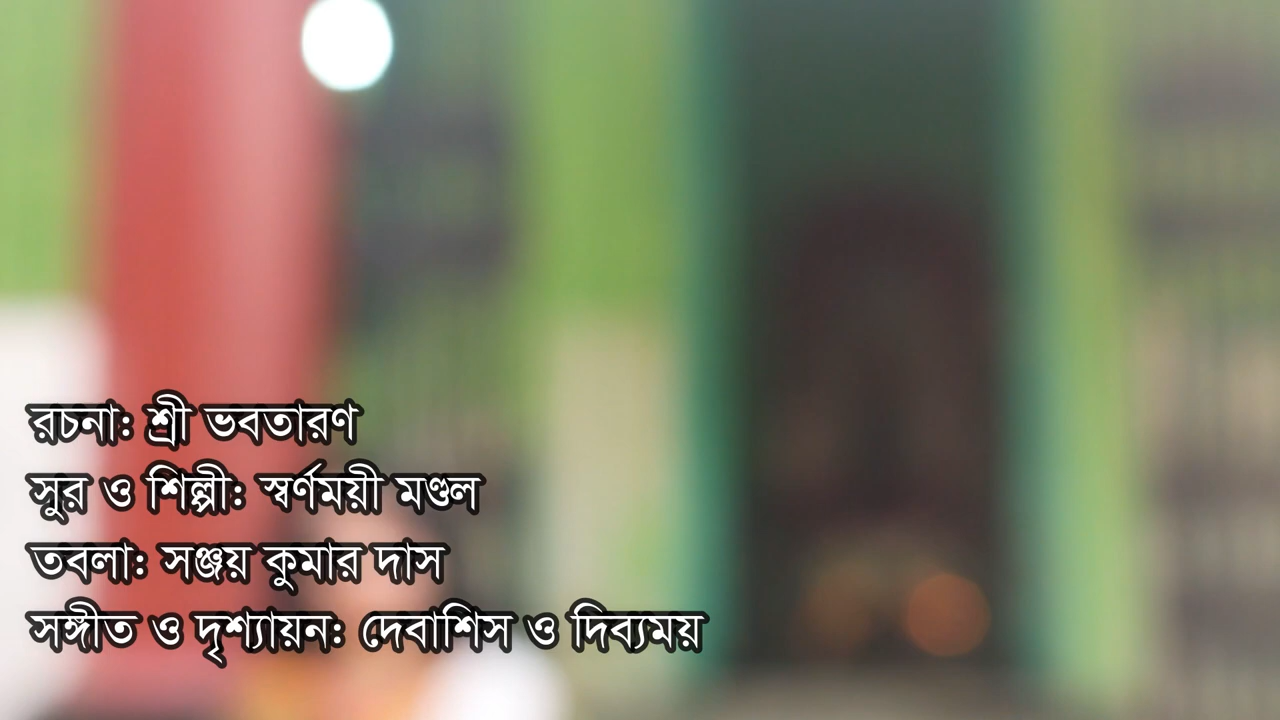 রচনা: শ্রী ভবতারণ
সুর ও শিল্পী: স্বর্ণময়ী মণ্ডল
তবলা: সঞ্জয় কুমার দাস
সঙ্গীত ও দৃশ্যায়ন: দেবাশিস ও দিব্যময়